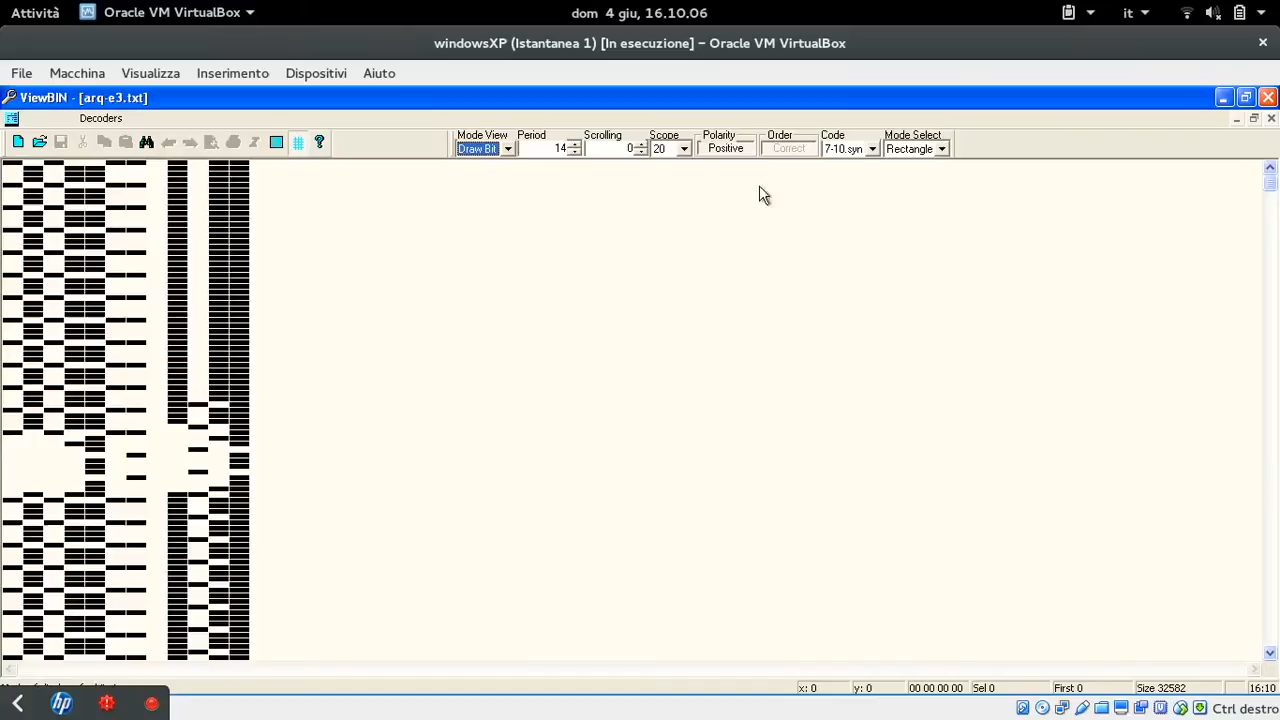 Attività Oracle VM VirtualBox dom 4 giu, 16.10.06 it
windowsXP (Istantanea 1) [In esecuzione] – Oracle VM VirtualBox
File Macchina Visualizza Inserimento Dispositivi Aiuto
ViewBIN - [arq-e3.txt]
Decoders
Mode View Period Scrolling Scope Polarity Order Code Mode Select
Draw Bit 14 0 20 Positive Correct 7-10.syn Rectangle
x: 0 y: 0 00 00 00 00 Sel 0 First 0 Size 32582 16:10
hp Ctrl destro